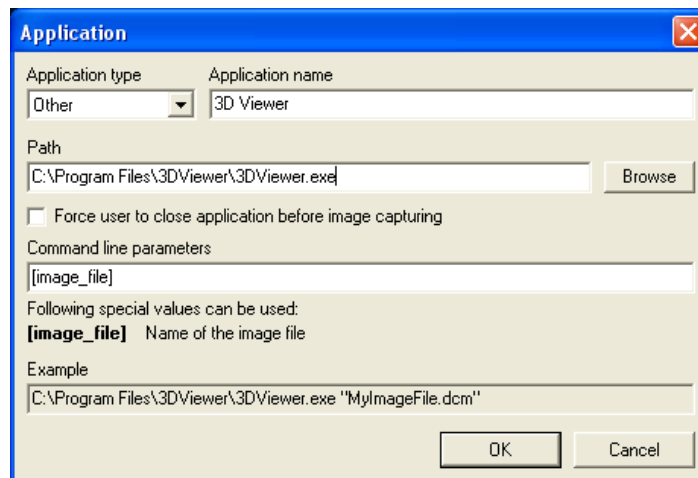 Application
Application type Application name
Other 3D Viewer
Path
C:\Program Files\3DViewer\3DViewer.exe Browse
Force user to close application before image capturing
Command line parameters
[image_file]
Following special values can be used:
[image_file] Name of the image file
Example
C:\Program Files\3DViewer\3DViewer.exe "MyImageFile.dcm"
OK Cancel